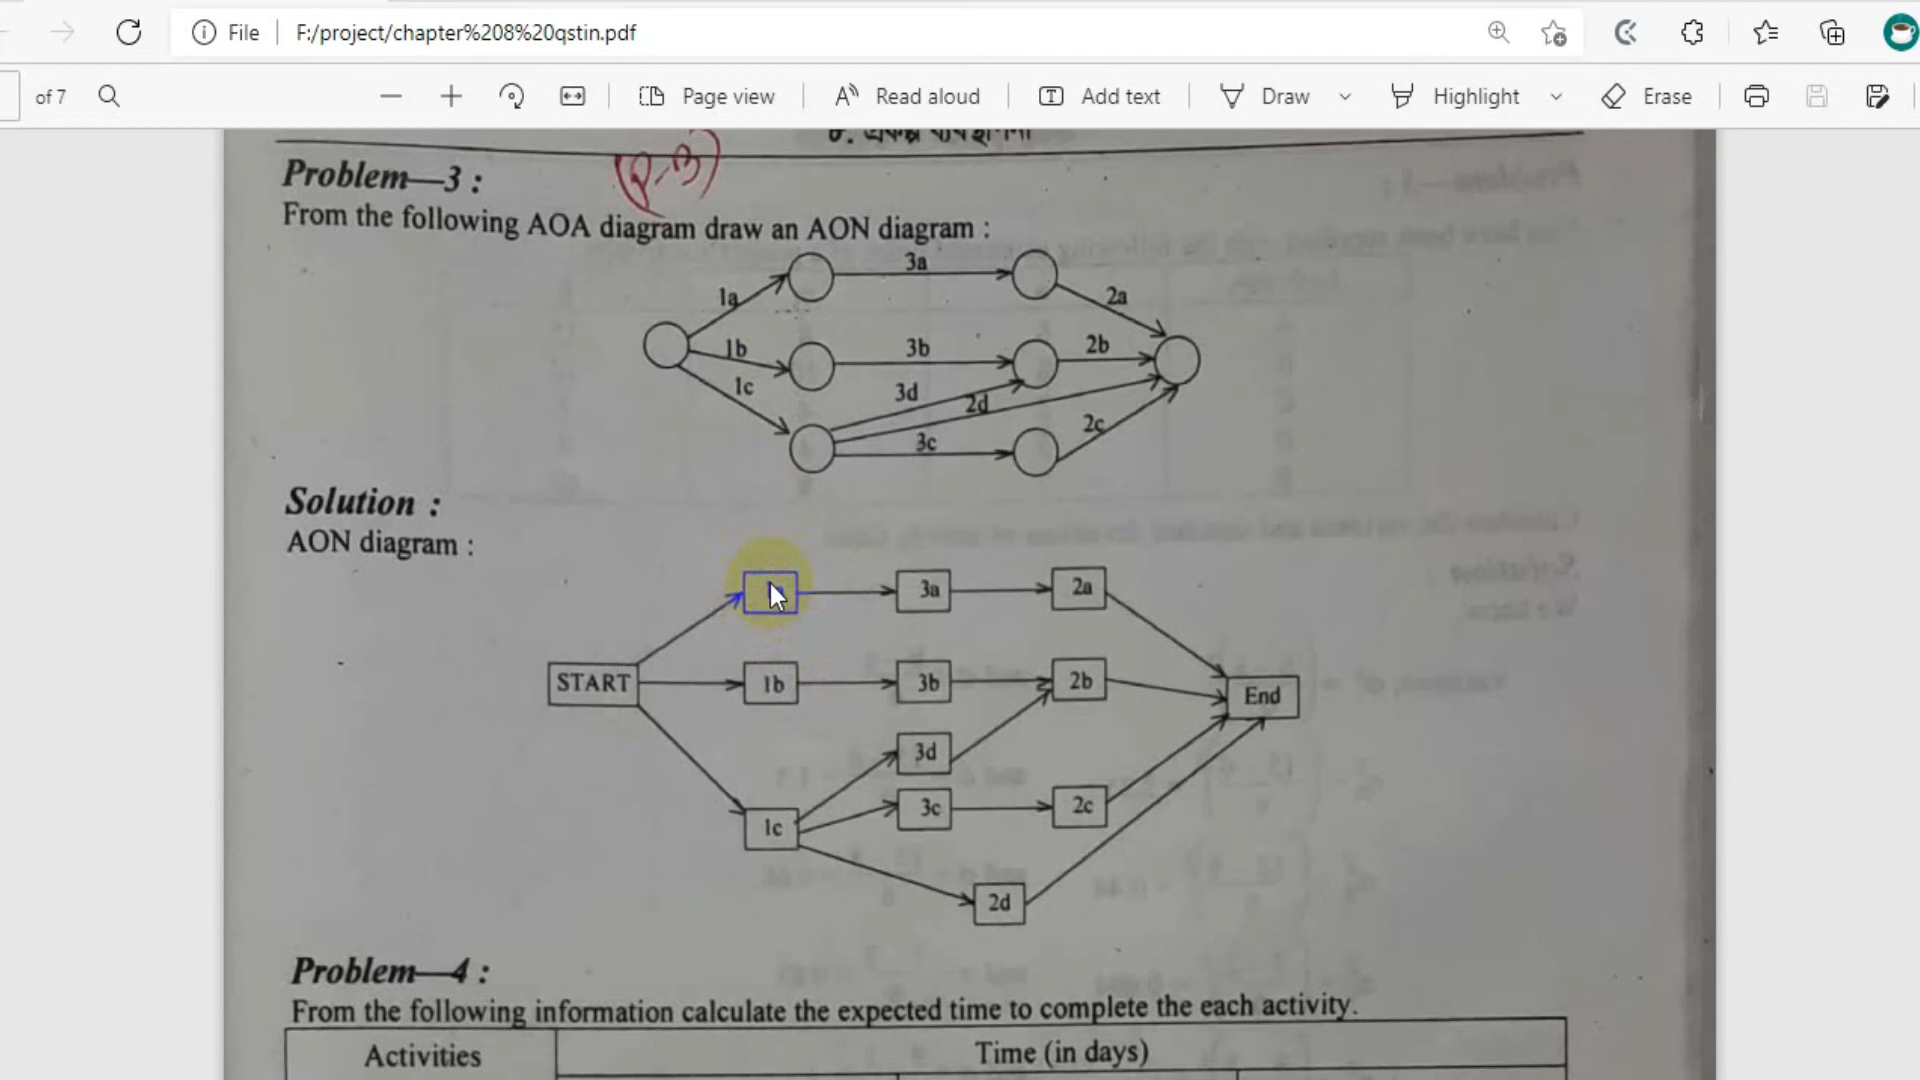 File F:/project/chapter%208%20qstin.pdf
of 7 Page view Read aloud Add text Draw Highlight Erase
Problem—3 :
From the following AOA diagram draw an AON diagram :
3a
1a 2a
1b 3b 2b
1c 3d 2d
3c 2c
Solution :
AON diagram :
3a 2a
START 1b 3b 2b End
3d
1c 3c 2c
2d
Problem—4 :
From the following information calculate the expected time to complete the each activity.
Activities Time (in days)